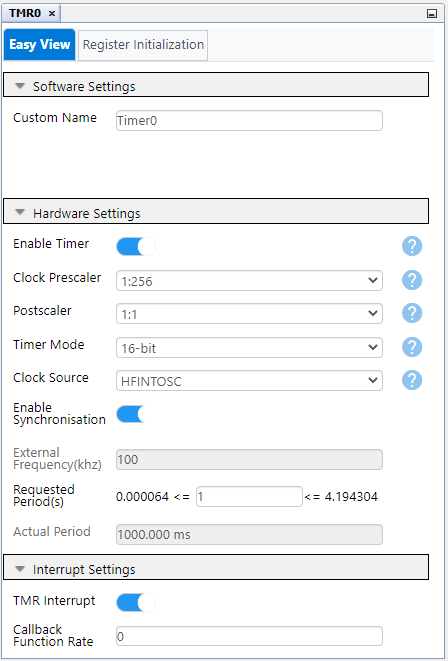 TMR0
Easy View
Register Initialization
Software Settings
Custom Name
Timer0
Hardware Settings
Enable Timer
?
Clock Prescaler
1:256
?
Postscaler
1:1
?
Timer Mode
16-bit
?
Clock Source
HFINTOSC
?
Enable
Synchronisation
External
Frequency(khz)
100
Requested
Period(s)
0.000064 <= 1 <= 4.194304
Actual Period
1000.000 ms
Interrupt Settings
TMR Interrupt
Callback
Function Rate
0